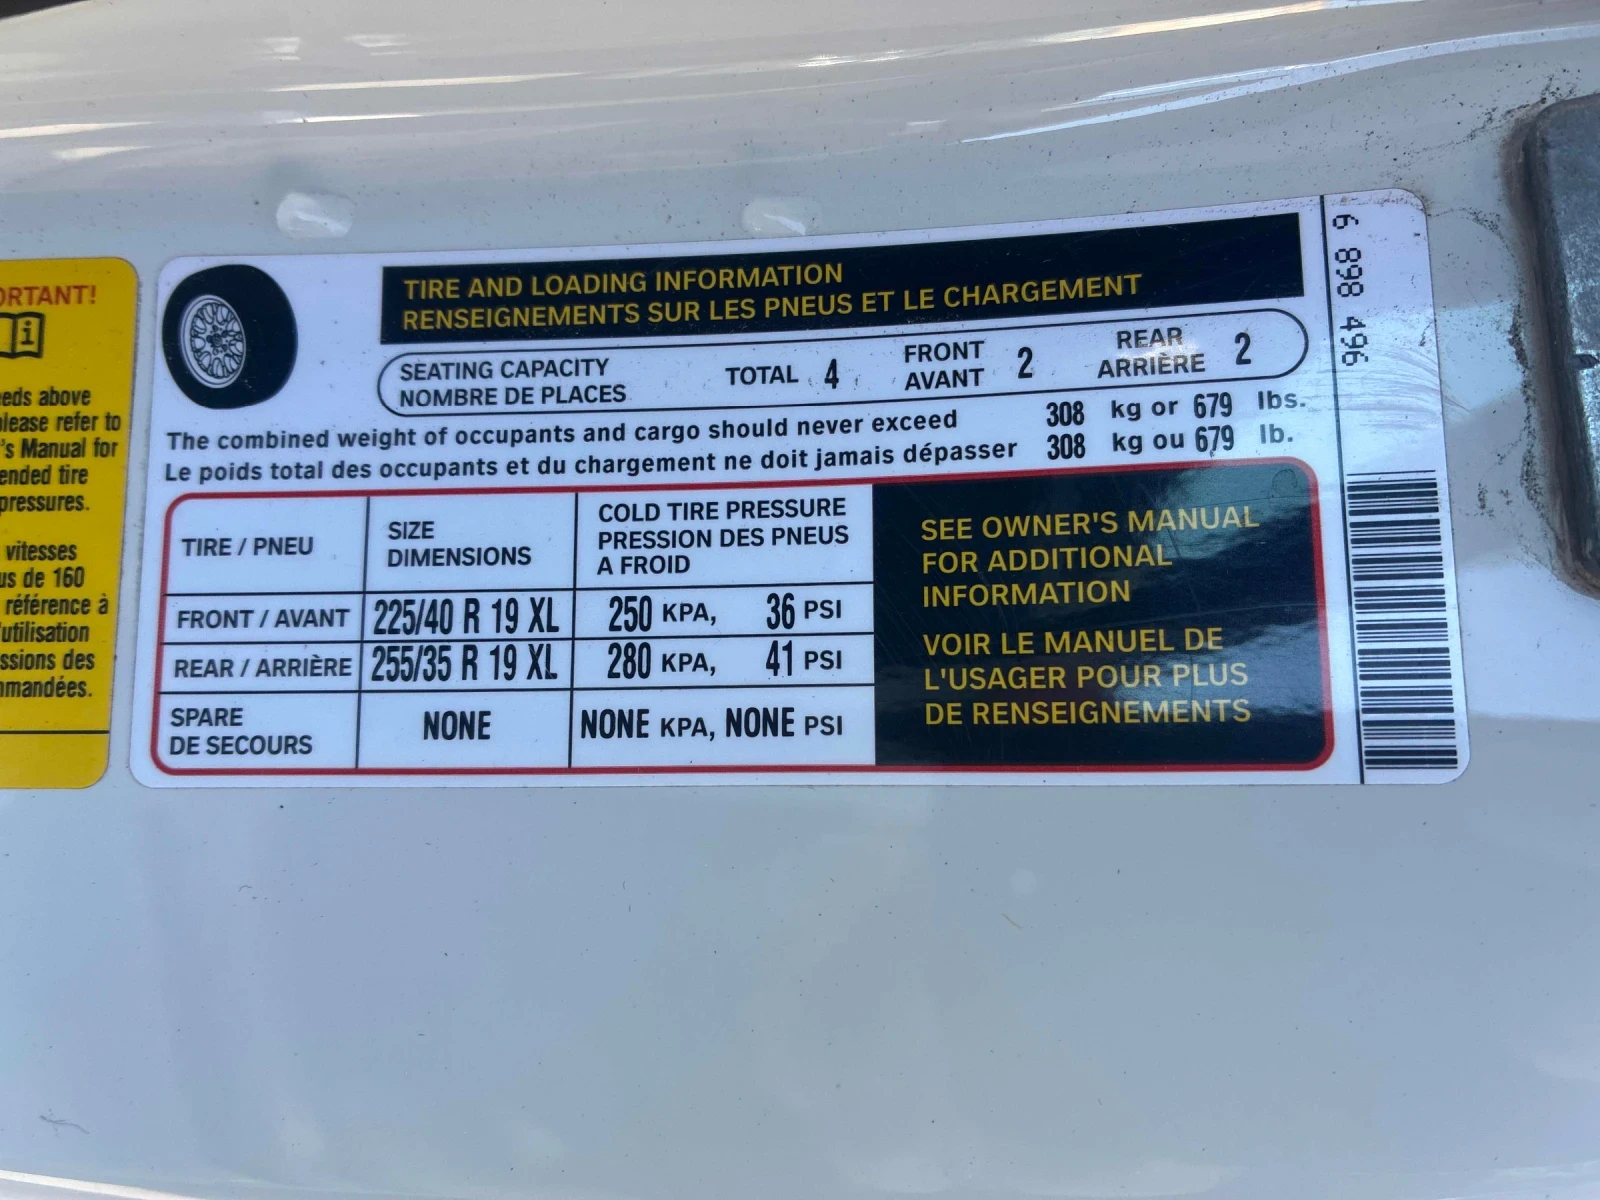 ORTANT!
i
eeds above
please refer to
's Manual for
ended tire
pressures.
vitesses
us de 160
référence à
'utilisation
ssions des
mmandées.
TIRE AND LOADING INFORMATION
RENSEIGNEMENTS SUR LES PNEUS ET LE CHARGEMENT
SEATING CAPACITY
NOMBRE DE PLACES
TOTAL 4
FRONT
AVANT
2
REAR
ARRIÈRE
2
The combined weight of occupants and cargo should never exceed 308 kg or 679 lbs.
Le poids total des occupants et du chargement ne doit jamais dépasser 308 kg ou 679 lb.
TIRE / PNEU
SIZE
DIMENSIONS
COLD TIRE PRESSURE
PRESSION DES PNEUS
A FROID
FRONT / AVANT 225/40 R 19 XL 250 KPA, 36 PSI
REAR / ARRIÈRE 255/35 R 19 XL 280 KPA, 41 PSI
SPARE
DE SECOURS
NONE
NONE KPA, NONE PSI
SEE OWNER'S MANUAL
FOR ADDITIONAL
INFORMATION
VOIR LE MANUEL DE
L'USAGER POUR PLUS
DE RENSEIGNEMENTS
6 898 496